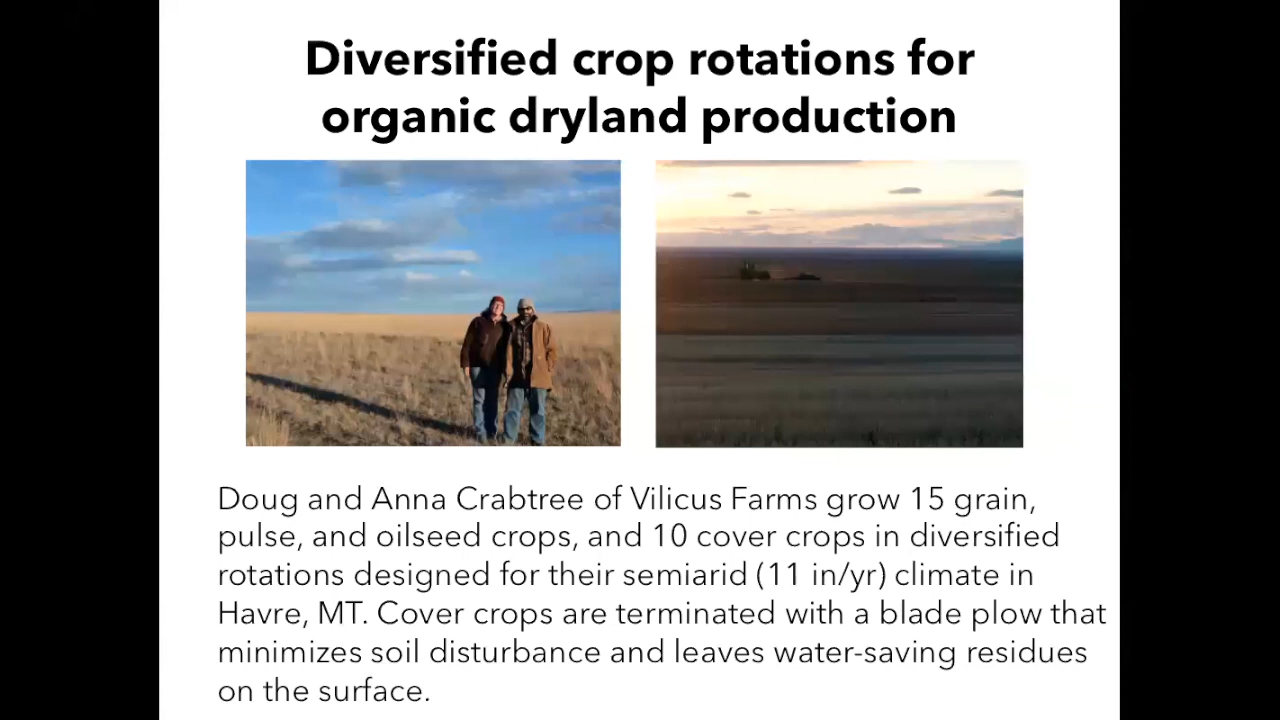 Diversified crop rotations for
organic dryland production
Doug and Anna Crabtree of Vilicus Farms grow 15 grain,
pulse, and oilseed crops, and 10 cover crops in diversified
rotations designed for their semiarid (11 in/yr) climate in
Havre, MT. Cover crops are terminated with a blade plow that
minimizes soil disturbance and leaves water-saving residues
on the surface.